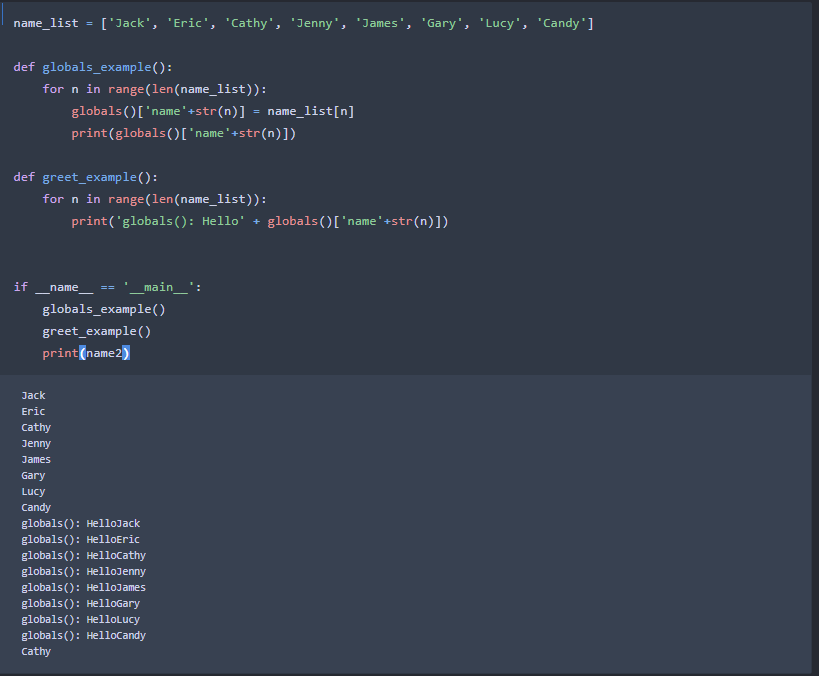 name_list = ['Jack', 'Eric', 'Cathy', 'Jenny', 'James', 'Gary', 'Lucy', 'Candy']
def globals_example():
    for n in range(len(name_list)):
        globals()['name'+str(n)] = name_list[n]
        print(globals()['name'+str(n)])
def greet_example():
    for n in range(len(name_list)):
        print('globals(): Hello' + globals()['name'+str(n)])
if __name__ == '__main__':
    globals_example()
    greet_example()
    print(name2)
Jack
Eric
Cathy
Jenny
James
Gary
Lucy
Candy
globals(): HelloJack
globals(): HelloEric
globals(): HelloCathy
globals(): HelloJenny
globals(): HelloJames
globals(): HelloGary
globals(): HelloLucy
globals(): HelloCandy
Cathy